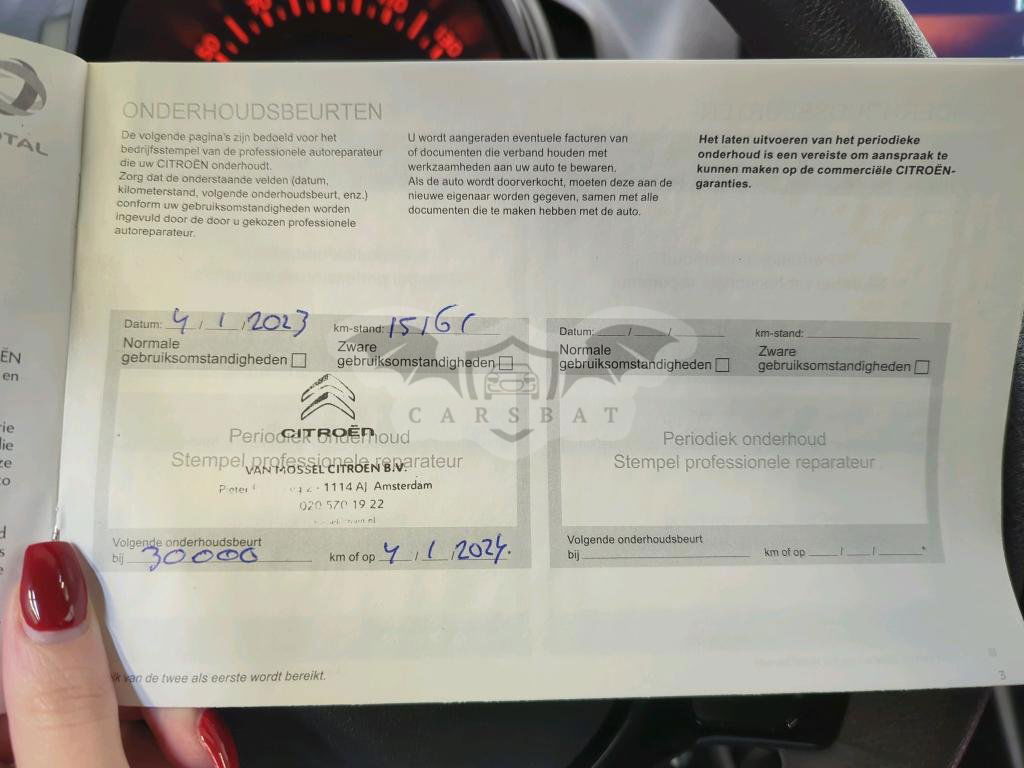 OTAL
ONDERHOUDSBEURTEN
De volgende pagina's zijn bedoeld voor het
bedrijfsstempel van de professionele autoreparateur
die uw CITROËN onderhoudt.
Zorg dat de onderstaande velden (datum,
kilometerstand, volgende onderhoudsbeurt, enz.)
conform uw gebruiksomstandigheden worden
ingevuld door de door u gekozen professionele
autoreparateur.
U wordt aangeraden eventuele facturen van
of documenten die verband houden met
werkzaamheden aan uw auto te bewaren.
Als de auto wordt doorverkocht, moeten deze aan de
nieuwe eigenaar worden gegeven, samen met alle
documenten die te maken hebben met de auto.
Het laten uitvoeren van het periodieke
onderhoud is een vereiste om aanspraak te
kunnen maken op de commerciële CITROËN-
garanties.
Datum: 4 / 1 / 2023 km-stand: 15161
Normale
gebruiksomstandigheden
Zware
gebruiksomstandigheden
CITROËN
Periodiek onderhoud
Stempel professionele reparateur
VAN MOSSEL CITROEN B.V.
1114 AJ Amsterdam
020 570 19 22
Volgende onderhoudsbeurt
bij 30000 km of op 4 / 1 / 2024.
Datum: / / km-stand:
Normale
gebruiksomstandigheden
Zware
gebruiksomstandigheden
Periodiek onderhoud
Stempel professionele reparateur
Volgende onderhoudsbeurt
bij km of op / / *
CARSBAT
van de twee als eerste wordt bereikt.
3